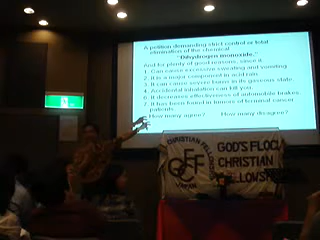 A petition demanding strict control or total
elimination of the chemical
"Dihydrogen monoxide,"
And for plenty of good reasons, since it
1. Can cause excessive sweating and vomiting
2. It is a major component in acid rain
3. It can cause severe burns in its gaseous state
4. Accidental inhalation can kill you.
5. It decreases effectiveness of automobile brakes.
6. It has been found in tumors of terminal cancer
patients.
How many agree? How many disagree?
CHRISTIAN FELLOWSHIP
GCFF
GOD'S FLOCK
CHRISTIAN
FELLOWSHIP